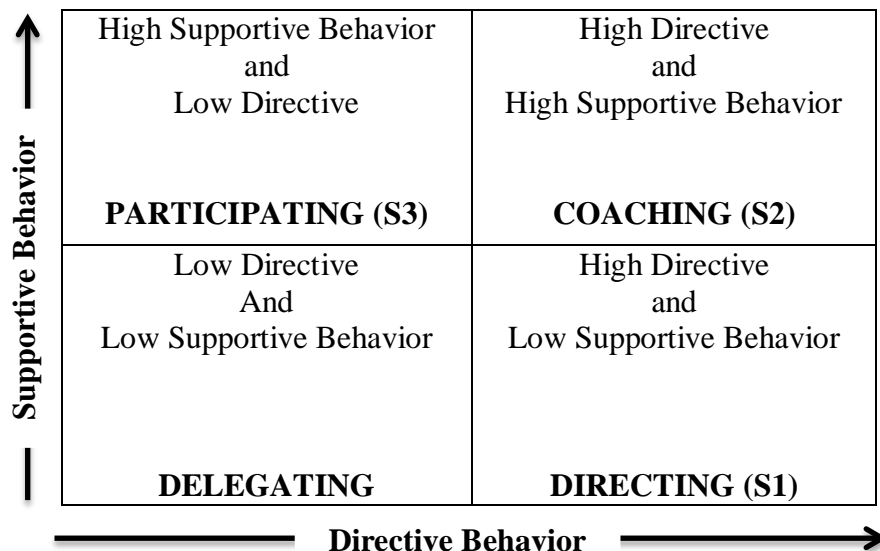 High Supportive Behavior
and
Low Directive
PARTICIPATING (S3)
High Directive
and
High Supportive Behavior
COACHING (S2)
Low Directive
And
Low Supportive Behavior
DELEGATING
High Directive
and
Low Supportive Behavior
DIRECTING (S1)
Supportive Behavior
Directive Behavior